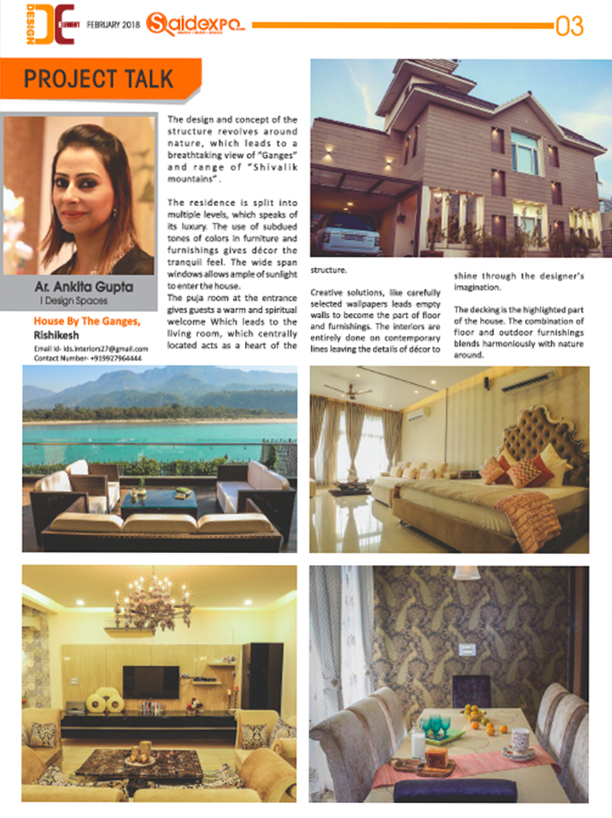 DESIGN
ELEMENT
FEBRUARY 2018
Saldexpo
03
PROJECT TALK
The design and concept of the
structure revolves around
nature, which leads to a
breathtaking view of “Ganges”
and range of “Shivalik
mountains” .
The residence is split into
multiple levels, which speaks of
its luxury. The use of subdued
tones of colors in furniture and
furnishings gives décor the
tranquil feel. The wide span
windows allows ample of sunlight
to enter the house.
The puja room at the entrance
gives guests a warm and spiritual
welcome Which leads to the
living room, which centrally
located acts as a heart of the
Ar. Ankita Gupta
I Design Spaces
House By The Ganges,
Rishikesh
Email Id- ids.interiors27@gmail.com
Contact Number- +919927964444
structure.
Creative solutions, like carefully
selected wallpapers leads empty
walls to become the part of floor
and furnishings. The interiors are
entirely done on contemporary
lines leaving the details of décor to
shine through the designer’s
imagination.
The decking is the highlighted part
of the house. The combination of
floor and outdoor furnishings
blends harmoniously with nature
around.